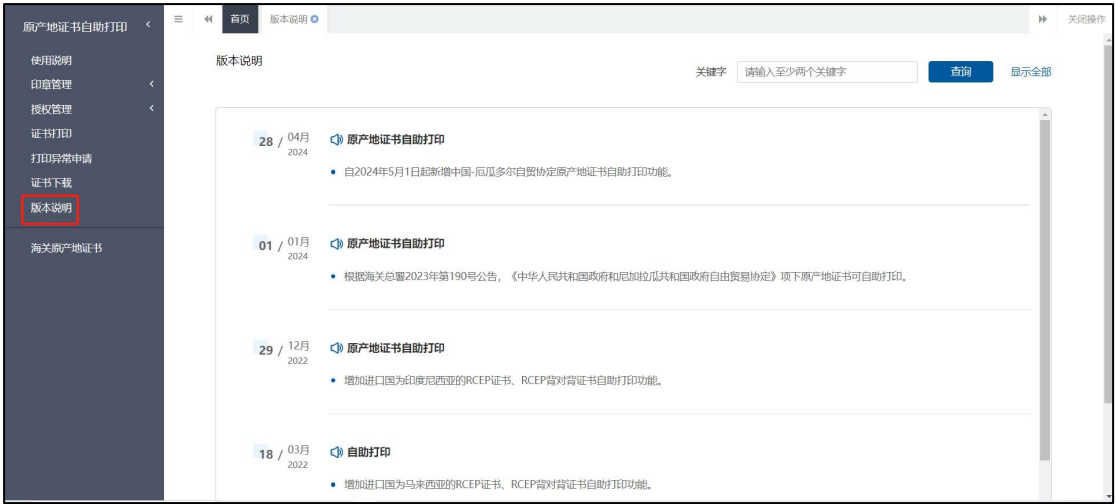 原产地证书自助打印
首页 版本说明 关闭操作
使用说明
印章管理
授权管理
证书打印
打印异常申请
证书下载
版本说明
海关原产地证书
版本说明
关键字 请输入至少两个关键字 查询 显示全部
28 / 04月 2024 原产地证书自助打印
自2024年5月1日起新增中国-厄瓜多尔自贸协定原产地证书自助打印功能。
01 / 01月 2024 原产地证书自助打印
根据海关总署2023年第190号公告，《中华人民共和国政府和尼加拉瓜共和国政府自由贸易协定》项下原产地证书可自助打印。
29 / 12月 2022 原产地证书自助打印
增加进口国为印度尼西亚的RCEP证书、RCEP背对背证书自助打印功能。
18 / 03月 2022 自助打印
增加进口国为马来西亚的RCEP证书、RCEP背对背证书自助打印功能。